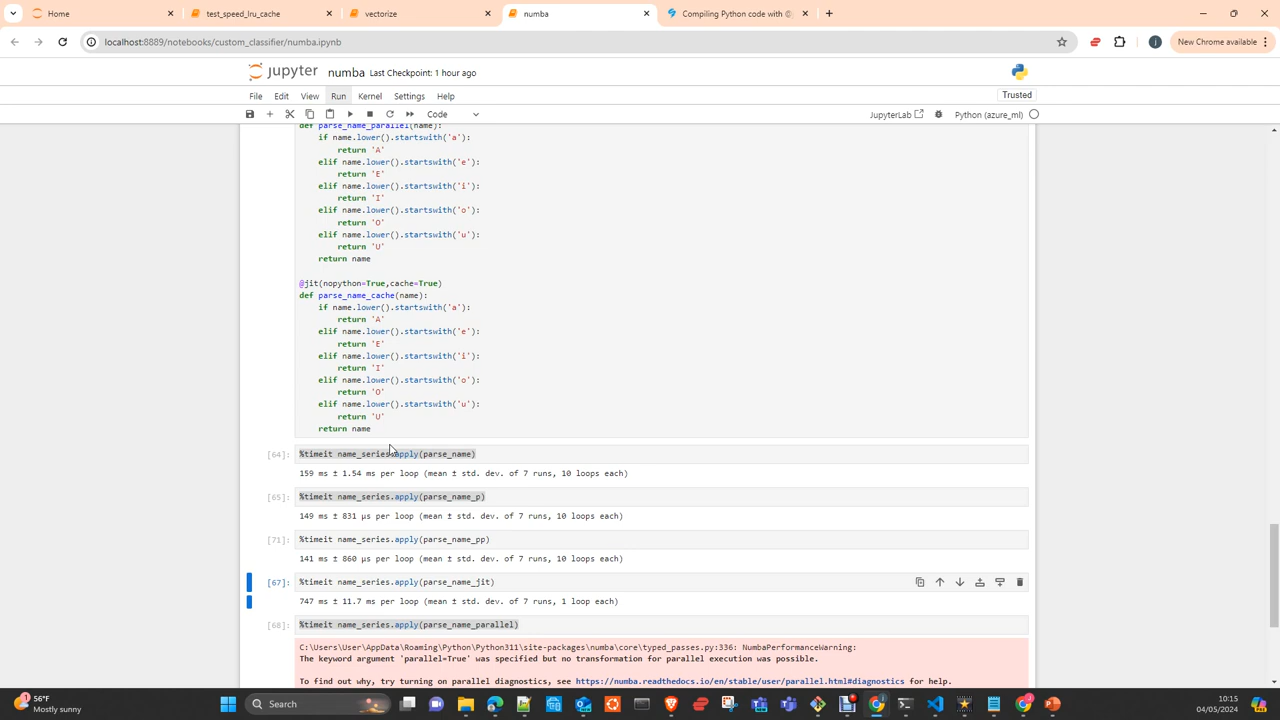 Home
test_speed_lru_cache
vectorize
numba
Compiling Python code with @
localhost:8889/notebooks/custom_classifier/numba.ipynb
New Chrome available
jupyter numba Last Checkpoint: 1 hour ago
File Edit View Run Kernel Settings Help
Trusted
Code
JupyterLab
Python (azure_ml)
def parse_name_parallel(name):
if name.lower().startswith('a'):
return 'A'
elif name.lower().startswith('e'):
return 'E'
elif name.lower().startswith('i'):
return 'I'
elif name.lower().startswith('o'):
return 'O'
elif name.lower().startswith('u'):
return 'U'
return name
@jit(nopython=True,cache=True)
def parse_name_cache(name):
if name.lower().startswith('a'):
return 'A'
elif name.lower().startswith('e'):
return 'E'
elif name.lower().startswith('i'):
return 'I'
elif name.lower().startswith('o'):
return 'O'
elif name.lower().startswith('u'):
return 'U'
return name
[64]: %timeit name_series.apply(parse_name)
159 ms ± 1.54 ms per loop (mean ± std. dev. of 7 runs, 10 loops each)
[65]: %timeit name_series.apply(parse_name_p)
149 ms ± 831 µs per loop (mean ± std. dev. of 7 runs, 10 loops each)
[71]: %timeit name_series.apply(parse_name_pp)
141 ms ± 860 µs per loop (mean ± std. dev. of 7 runs, 10 loops each)
[67]: %timeit name_series.apply(parse_name_jit)
747 ms ± 11.7 ms per loop (mean ± std. dev. of 7 runs, 1 loop each)
[68]: %timeit name_series.apply(parse_name_parallel)
C:\Users\User\AppData\Roaming\Python\Python311\site-packages\numba\core\typed_passes.py:336: NumbaPerformanceWarning:
The keyword argument 'parallel=True' was specified but no transformation for parallel execution was possible.
To find out why, try turning on parallel diagnostics, see https://numba.readthedocs.io/en/stable/user/parallel.html#diagnostics for help.
56°F
Mostly sunny
Search
10:15
04/05/2024